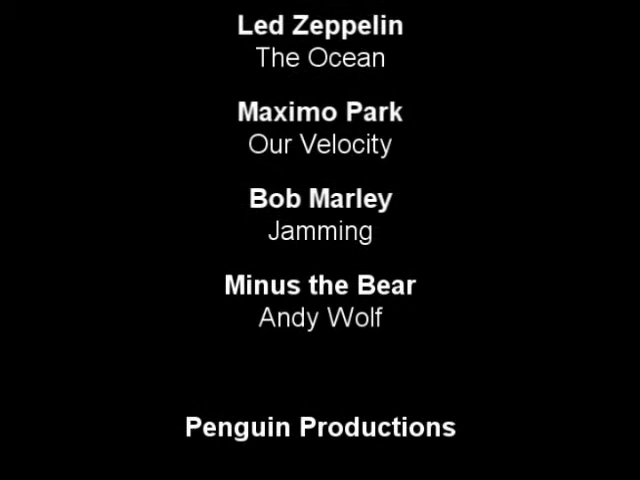 Led Zeppelin
The Ocean
Maximo Park
Our Velocity
Bob Marley
Jamming
Minus the Bear
Andy Wolf
Penguin Productions